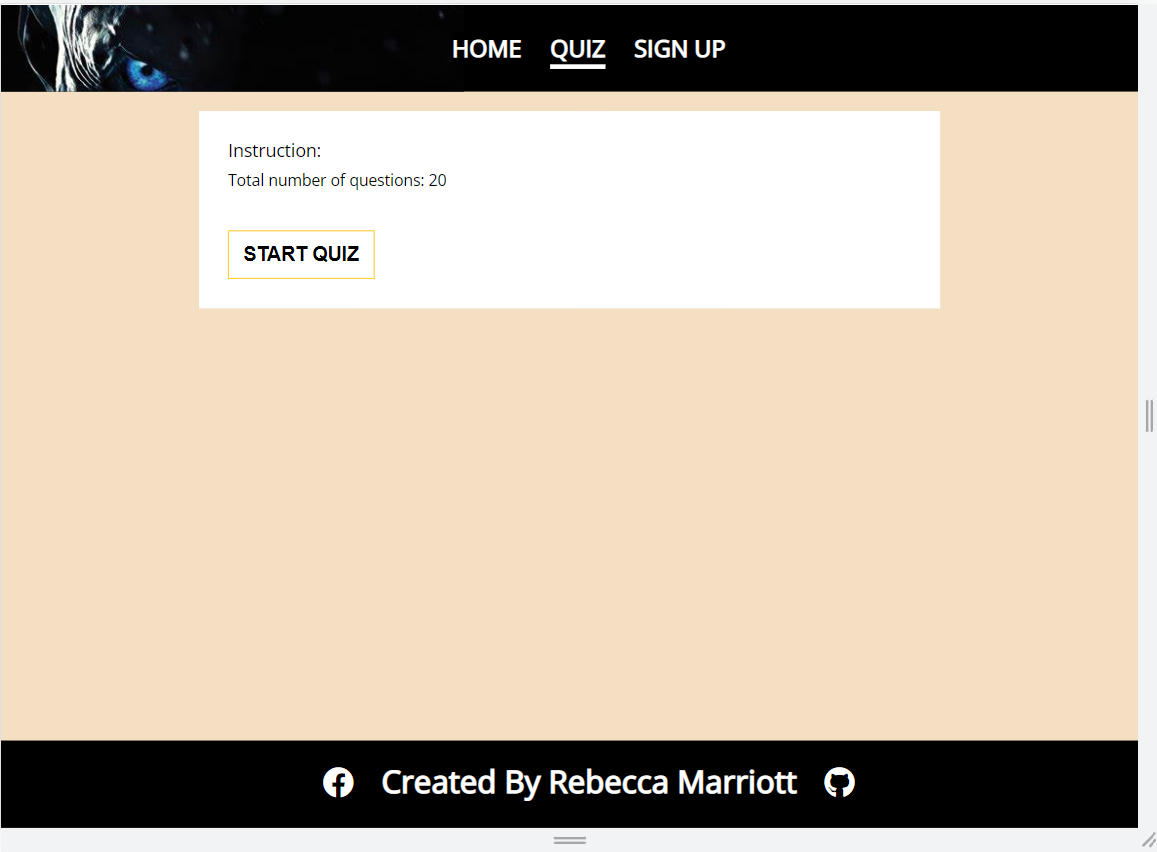 HOME QUIZ SIGN UP
Instruction:
Total number of questions: 20
START QUIZ
Created By Rebecca Marriott